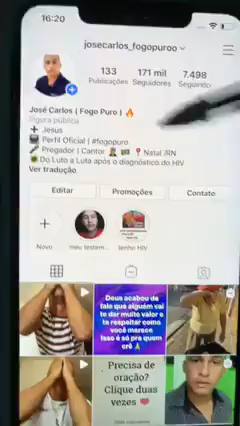 16:20
josecarlos_fogopuroo
133
171 mil
7.498
Publicações
Seguidores
Seguindo
José Carlos | Fogo Puro | 🔥
Figura pública
Jesus
Perfil Oficial | #fogopuro
Pregador | Cantor Natal /RN
Do Luto a Luta após o diagnóstico do HIV
Ver tradução
Editar
Promoções
Contato
Novo
meu testem...
tenho HIV
Deus acabou de
fala que alguém vai
te dar muito valor e
te respeitar como
você merece
isso é só pra quem
crê 🙏
Precisa de
oração?
Clique duas
vezes ❤️